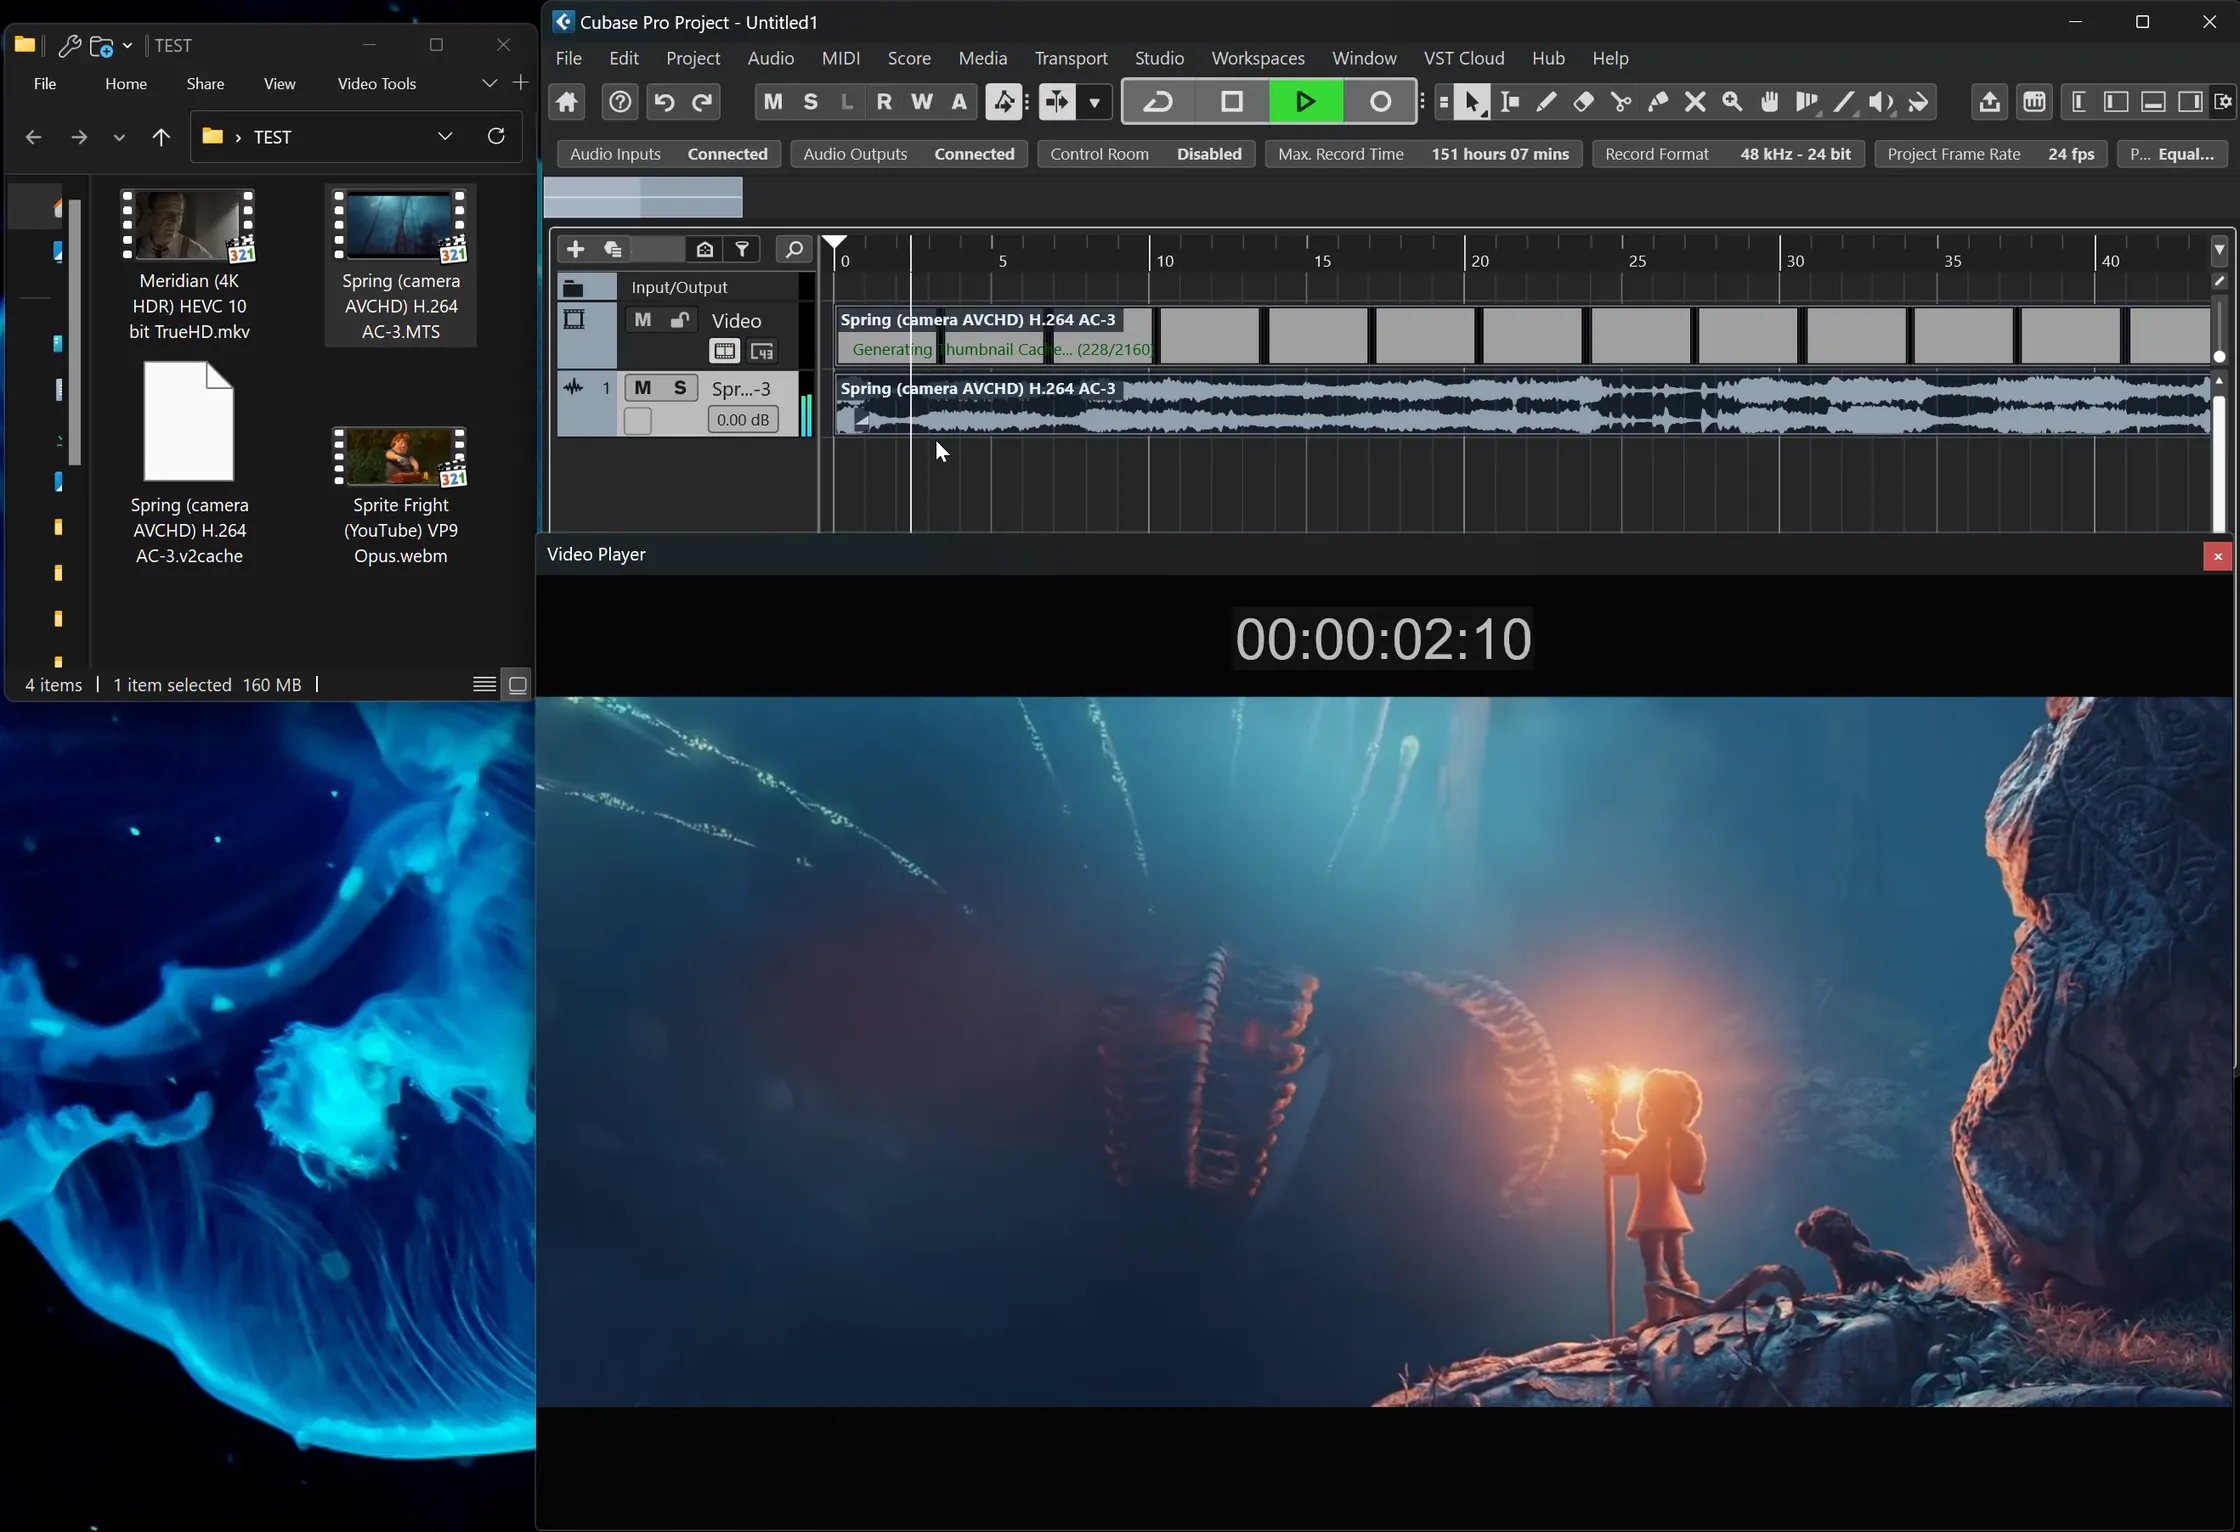 TEST
File Home Share View Video Tools
TEST
Meridian (4K
HDR) HEVC 10
bit TrueHD.mkv
Spring (camera
AVCHD) H.264
AC-3.MTS
Spring (camera
AVCHD) H.264
AC-3.v2cache
Sprite Fright
(YouTube) VP9
Opus.webm
4 items 1 item selected 160 MB
Cubase Pro Project - Untitled1
File Edit Project Audio MIDI Score Media Transport Studio Workspaces Window VST Cloud Hub Help
M S L R W A
Audio Inputs Connected Audio Outputs Connected Control Room Disabled Max. Record Time 151 hours 07 mins Record Format 48 kHz - 24 bit Project Frame Rate 24 fps P... Equal...
0 5 10 15 20 25 30 35 40
Input/Output
M Video
Spring (camera AVCHD) H.264 AC-3
Generating Thumbnail Cache... (228/2160)
1 M S Spr...-3
0.00 dB
Spring (camera AVCHD) H.264 AC-3
Video Player
00:00:02:10